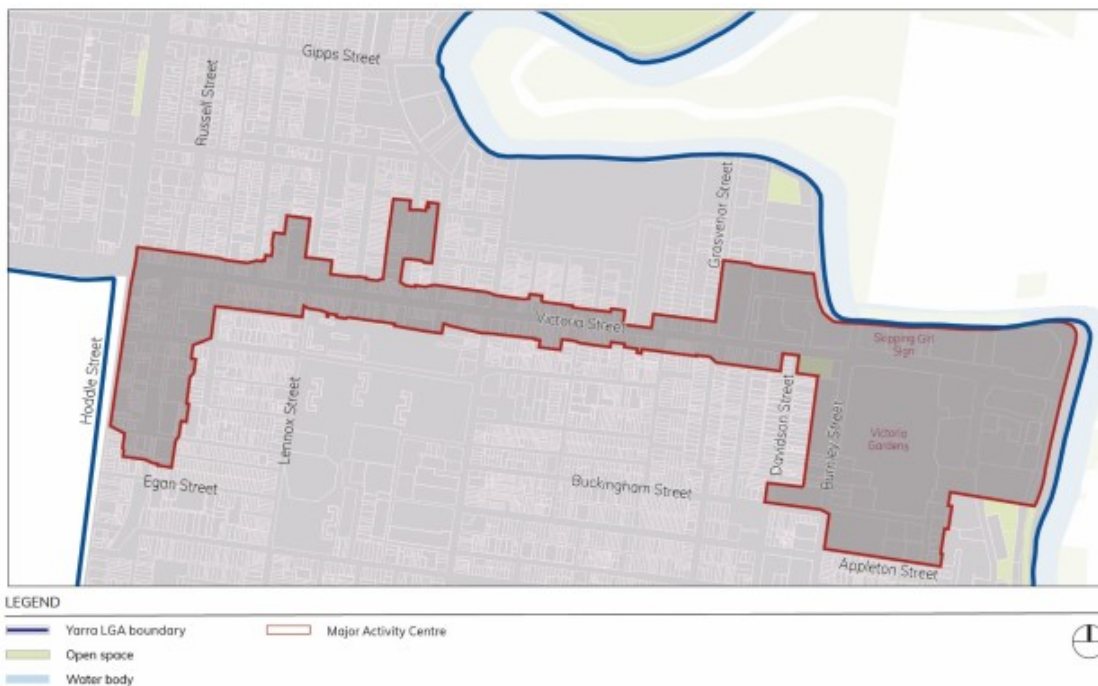 Gipps Street
Russell Street
Grosvenor Street
Victoria Street
Skipping Girl
Sign
Hoddle Street
Lennox Street
Davidson Street
Burnley Street
Victoria
Gardens
Egan Street
Buckingham Street
Appleton Street
LEGEND
Yarra LGA boundary
Major Activity Centre
Open space
Water body